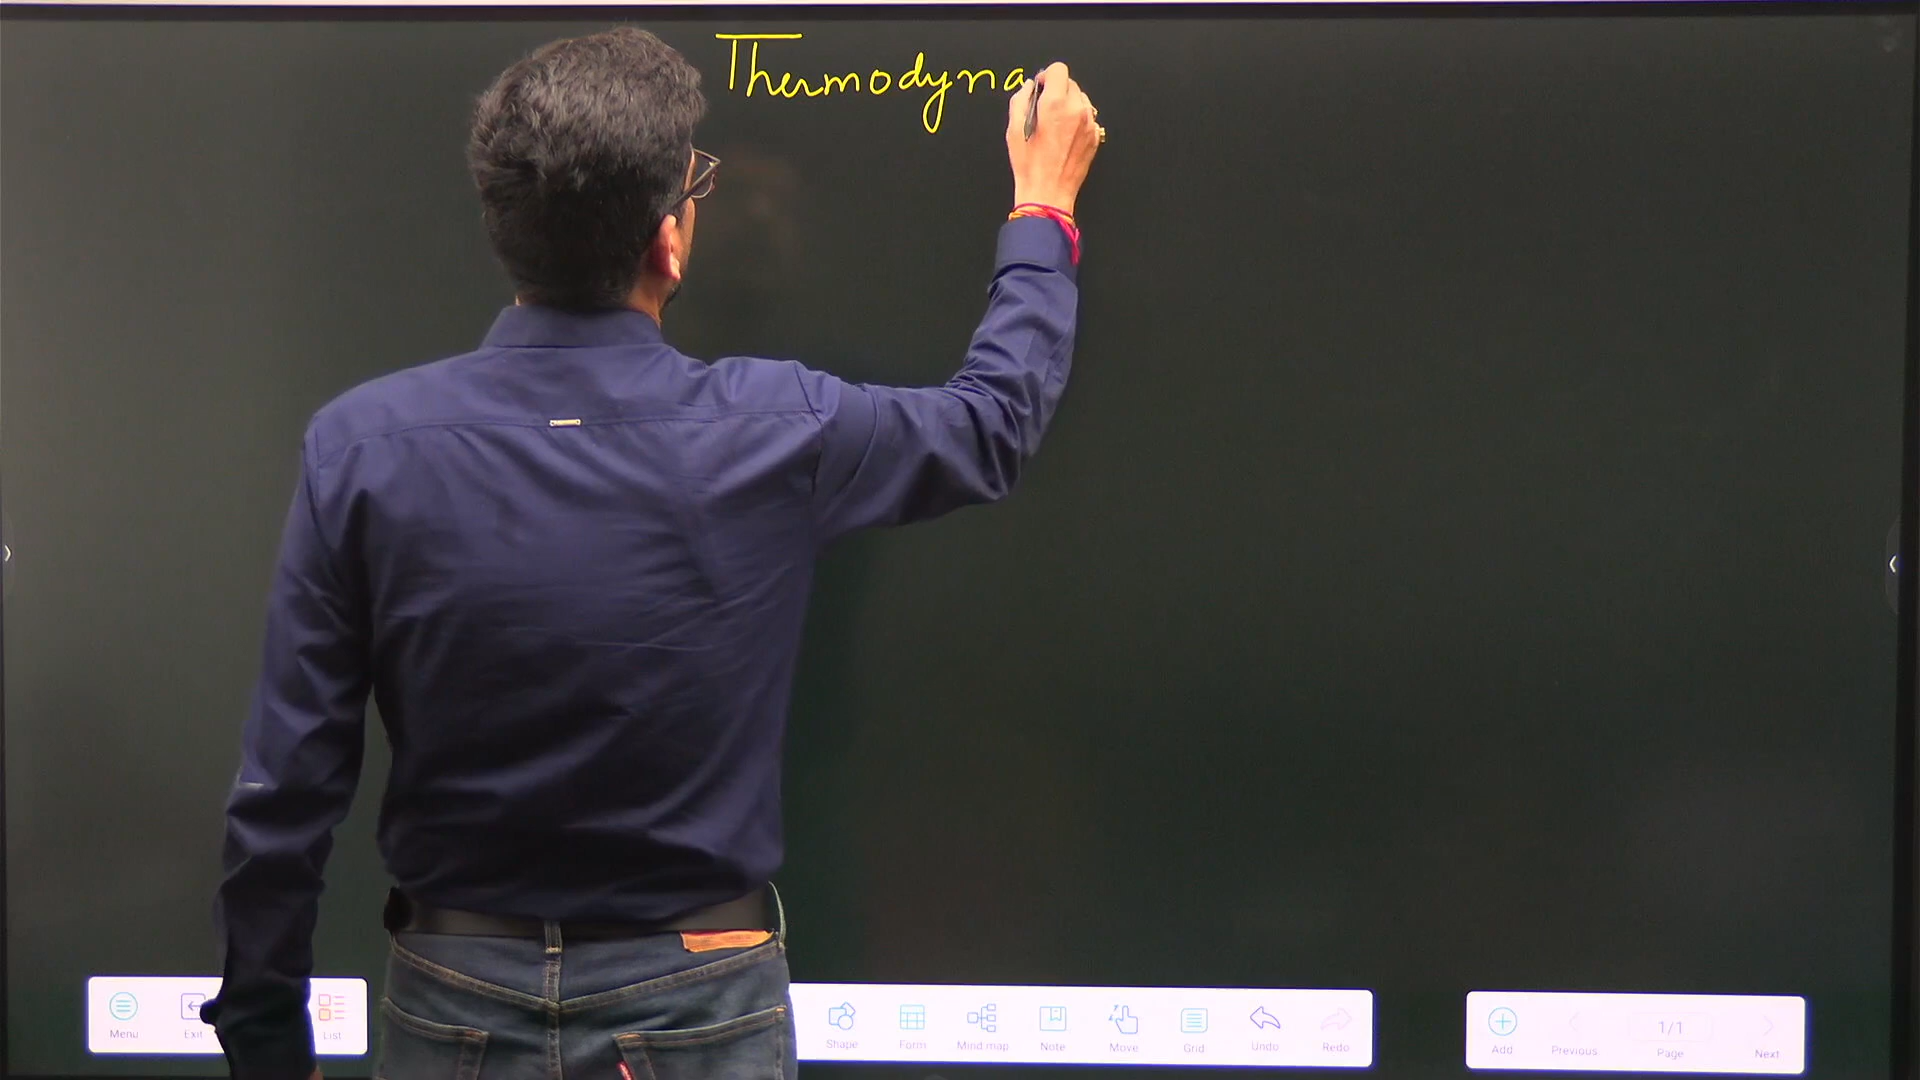 Thermodyna
Menu
Exit
List
Shape
Form
Mind map
Note
Move
Grid
Undo
Redo
Add
Previous
1/1
Page
Next